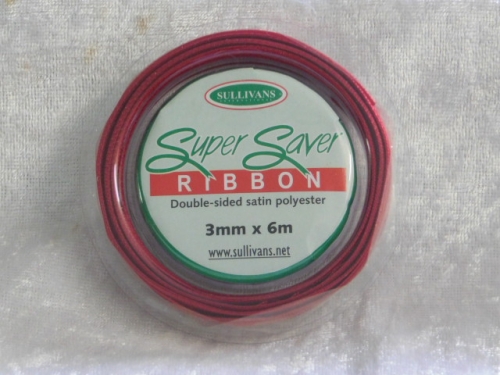 SULLIVANS
Super Saver
RIBBON
Double-sided satin polyester
3mm x 6m
www.sullivans.net